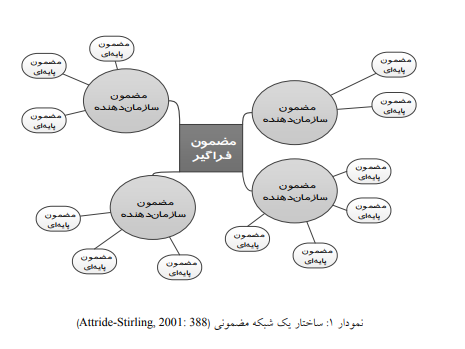 مضمون
پایه‌ای
مضمون
پایه‌ای
مضمون
سازمان‌دهنده
مضمون
پایه‌ای
مضمون
پایه‌ای
مضمون
پایه‌ای
مضمون
سازمان‌دهنده
مضمون
پایه‌ای
مضمون
فراگیر
مضمون
سازمان‌دهنده
مضمون
پایه‌ای
مضمون
پایه‌ای
مضمون
پایه‌ای
مضمون
پایه‌ای
مضمون
سازمان‌دهنده
مضمون
پایه‌ای
مضمون
پایه‌ای
مضمون
پایه‌ای
نمودار ۱: ساختار یک شبکه مضمونی (Attride-Stirling, 2001: 388)